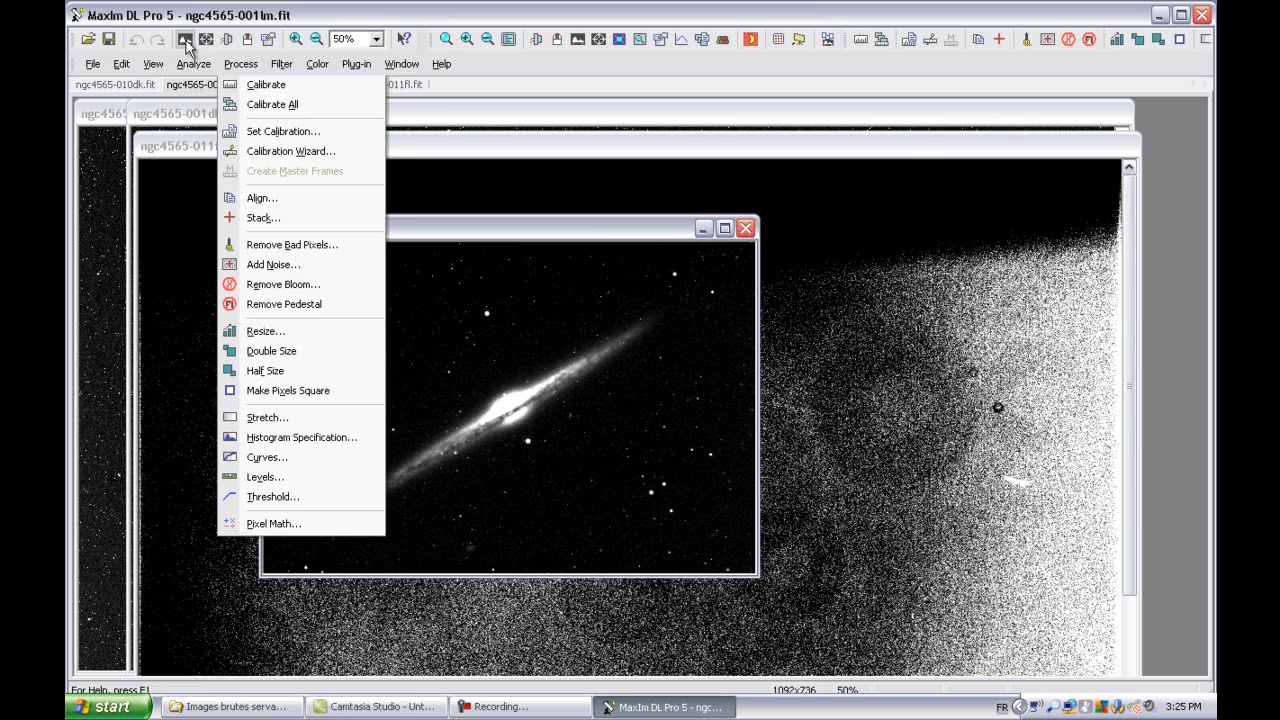 MaxIm DL Pro 5 - ngc4565-001lm.fit
50%
File Edit View Analyze Process Filter Color Plug-in Window Help
ngc4565-010dk.fit ngc4565-00 011fl.fit
ngc4565 ngc4565-001d
ngc4565-011f
Calibrate
Calibrate All
Set Calibration...
Calibration Wizard...
Create Master Frames
Align...
Stack...
Remove Bad Pixels...
Add Noise...
Remove Bloom...
Remove Pedestal
Resize...
Double Size
Half Size
Make Pixels Square
Stretch...
Histogram Specification...
Curves...
Levels...
Threshold...
Pixel Math...
For Help, press F1 1092x736 50%
start Images brutes serva... Camtasia Studio - Unt... Recording... MaxIm DL Pro 5 - ngc... FR 3:25 PM